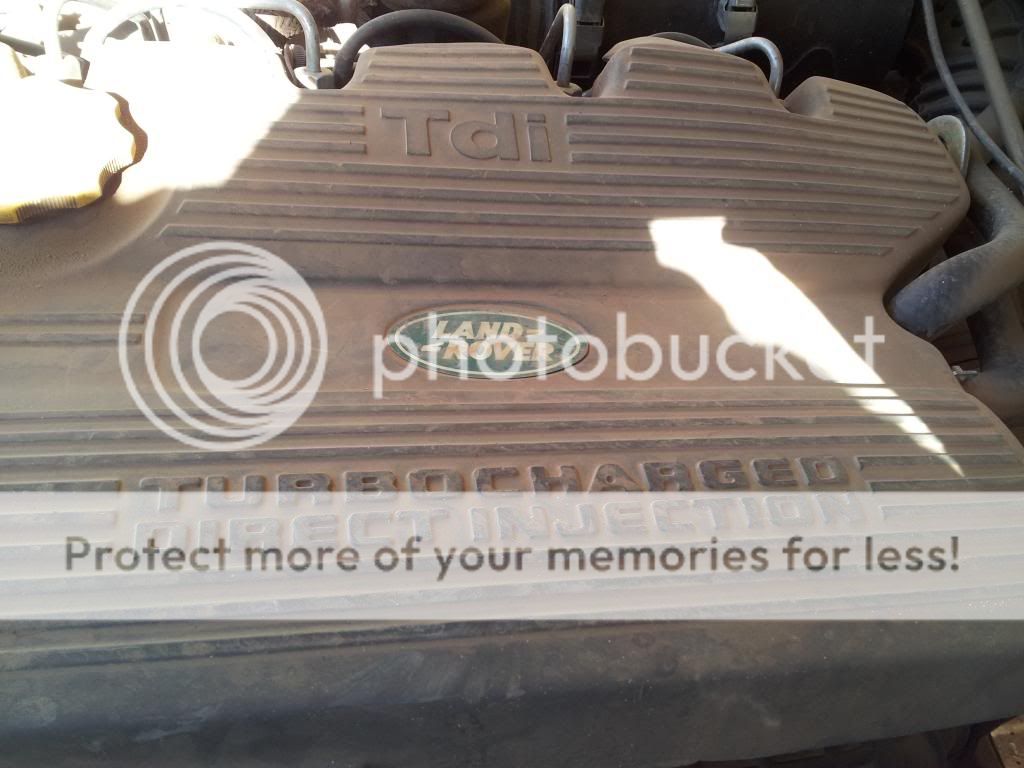 Tdi
LAND-
ROVER
photobucket
TURBOCHARGED
DIRECT INJECTION
Protect more of your memories for less!